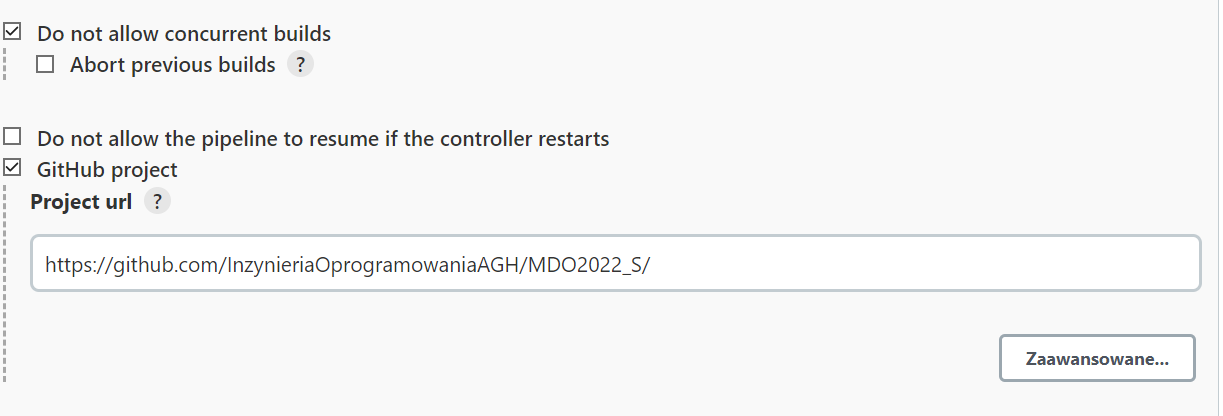 Do not allow concurrent builds
Abort previous builds ?
Do not allow the pipeline to resume if the controller restarts
GitHub project
Project url ?
https://github.com/InzynieriaOprogramowaniaAGH/MDO2022_S/
Zaawansowane...